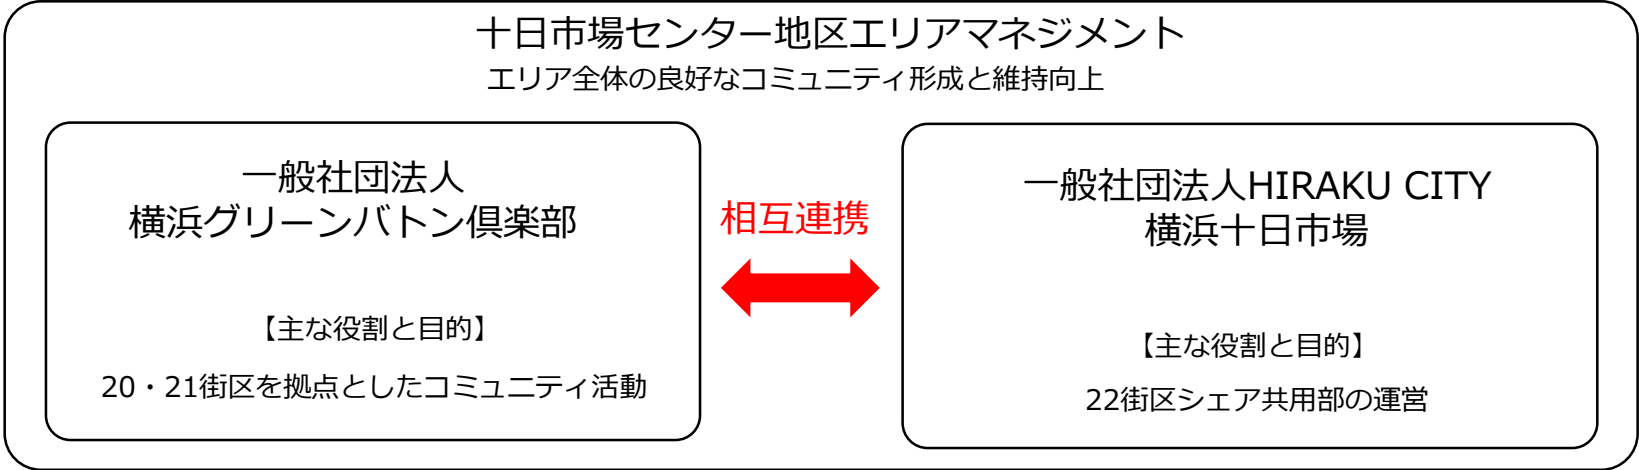 十日市場センター地区エリアマネジメント
エリア全体の良好なコミュニティ形成と維持向上
一般社団法人
横浜グリーンバトン倶楽部
【主な役割と目的】
20・21街区を拠点としたコミュニティ活動
相互連携
一般社団法人HIRAKU CITY
横浜十日市場
【主な役割と目的】
22街区シェア共用部の運営